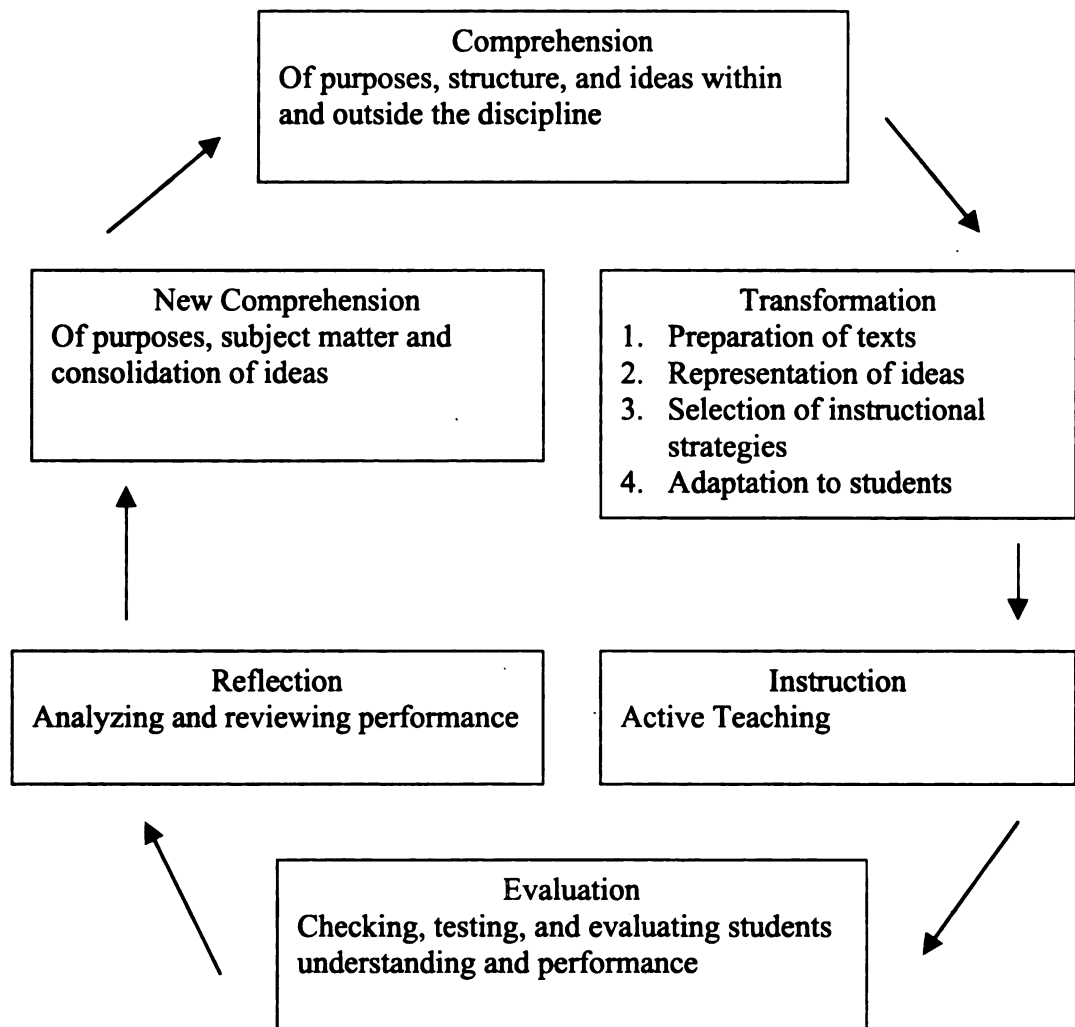 Comprehension
Of purposes, structure, and ideas within
and outside the discipline
New Comprehension
Of purposes, subject matter and
consolidation of ideas
Transformation
1. Preparation of texts
2. Representation of ideas
3. Selection of instructional
strategies
4. Adaptation to students
Reflection
Analyzing and reviewing performance
Instruction
Active Teaching
Evaluation
Checking, testing, and evaluating students
understanding and performance